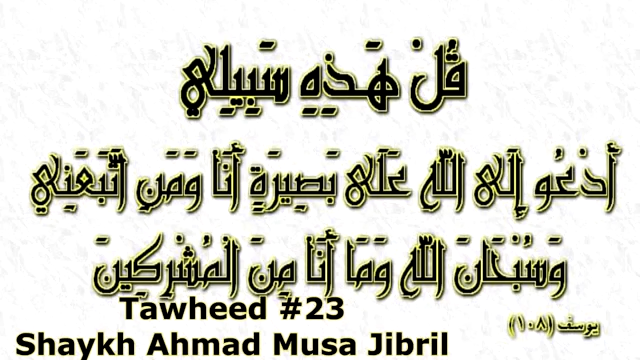 قُلْ هَذِهِ سَبِيلِي
أَدْعُو إِلَى اللَّهِ عَلَى بَصِيرَةٍ أَنَا وَمَنِ اتَّبَعَنِي
وَسُبْحَانَ اللَّهِ وَمَا أَنَا مِنَ الْمُشْرِكِينَ
يوسف (١٠٨)
Tawheed #23
Shaykh Ahmad Musa Jibril